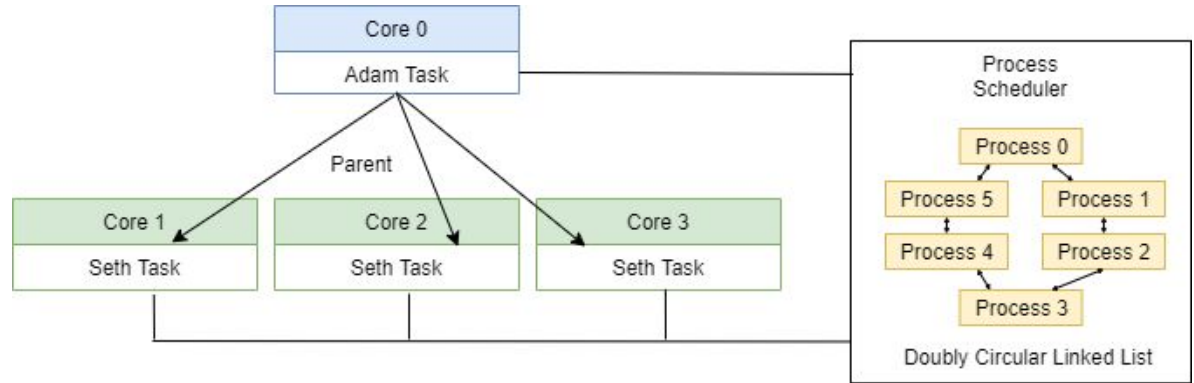 Core 0
Adam Task
Parent
Core 1
Seth Task
Core 2
Seth Task
Core 3
Seth Task
Process
Scheduler
Process 0
Process 5
Process 1
Process 4
Process 2
Process 3
Doubly Circular Linked List